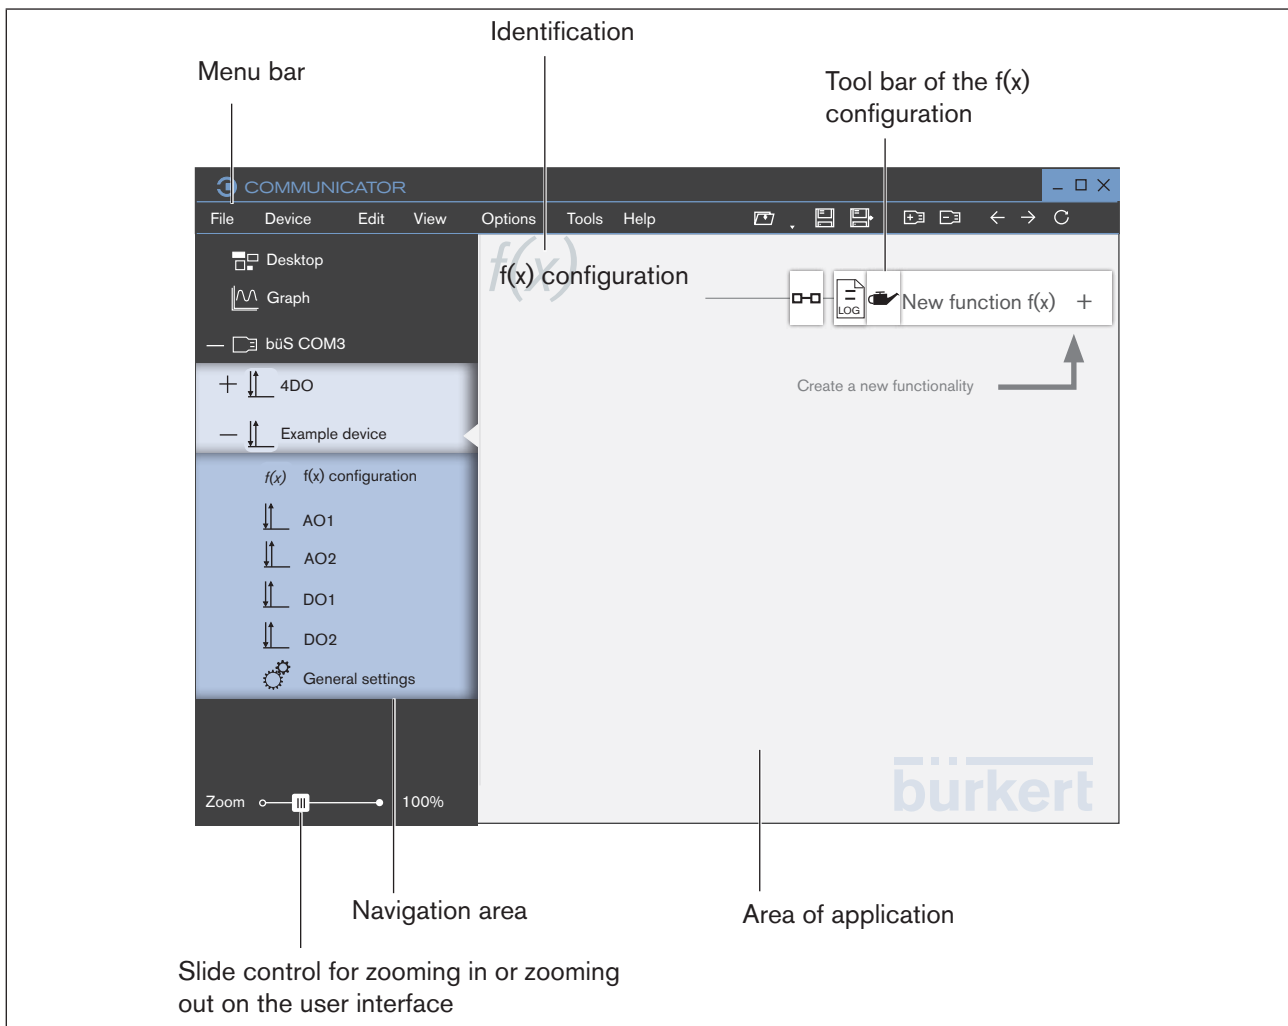 Identification
Menu bar
Tool bar of the f(x)
configuration
COMMUNICATOR
File Device Edit View Options Tools Help
Desktop
Graph
büS COM3
4DO
Example device
f(x) f(x) configuration
AO1
AO2
DO1
DO2
General settings
Zoom 100%
f(x)
f(x) configuration
LOG
New function f(x) +
Create a new functionality
bürkert
Navigation area
Area of application
Slide control for zooming in or zooming
out on the user interface